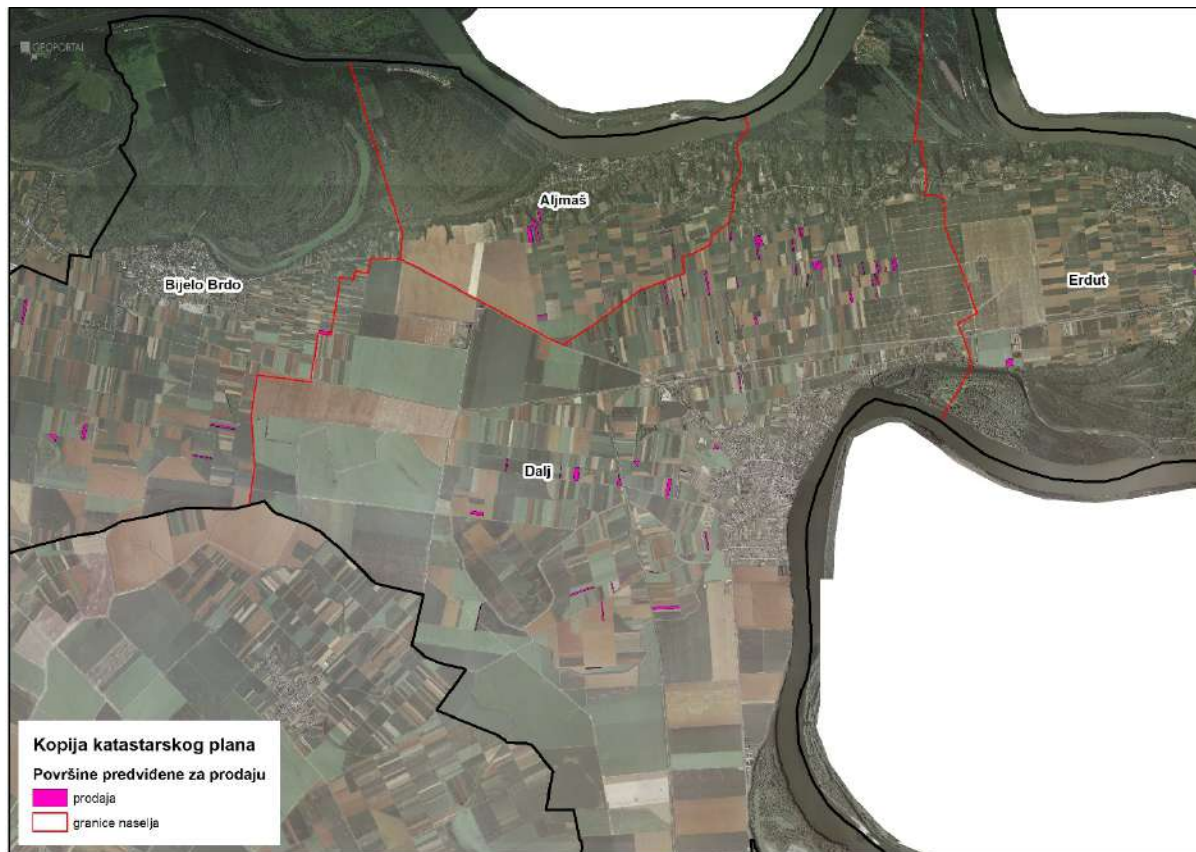 GEOPORTAL
Aljmaš
Bijelo Brdo
Erdut
Dalj
Kopija katastarskog plana
Površine predviđene za prodaju
prodaja
granice naselja